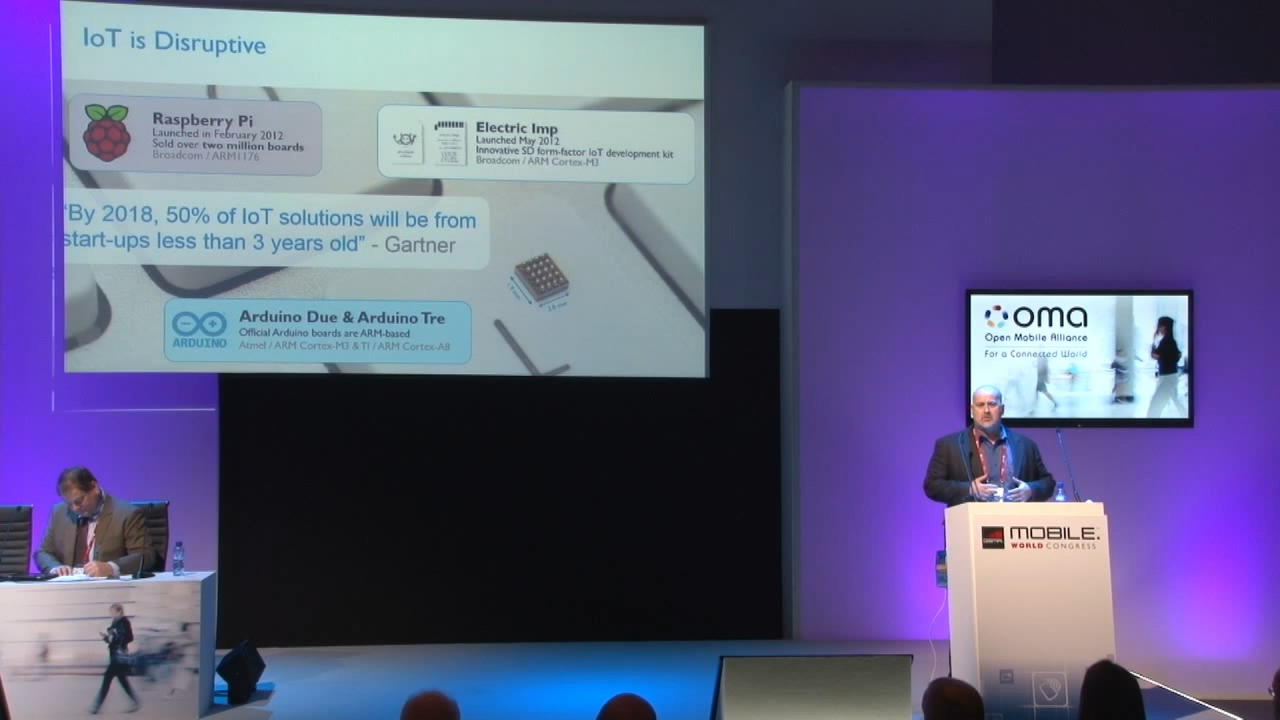 IoT is Disruptive
Raspberry Pi
Launched in February 2012
Sold over two million boards
Broadcom / ARM1176
Electric Imp
Launched May 2012
Innovative SD form-factor IoT development kit
Broadcom / ARM Cortex-M3
"By 2018, 50% of IoT solutions will be from
start-ups less than 3 years old" - Gartner
ARDUINO
Arduino Due & Arduino Tre
Official Arduino boards are ARM-based
Atmel / ARM Cortex-M3 & TI / ARM Cortex-A8
oma
Open Mobile Alliance
For a Connected World
GSMA
MOBILE
WORLD CONGRESS